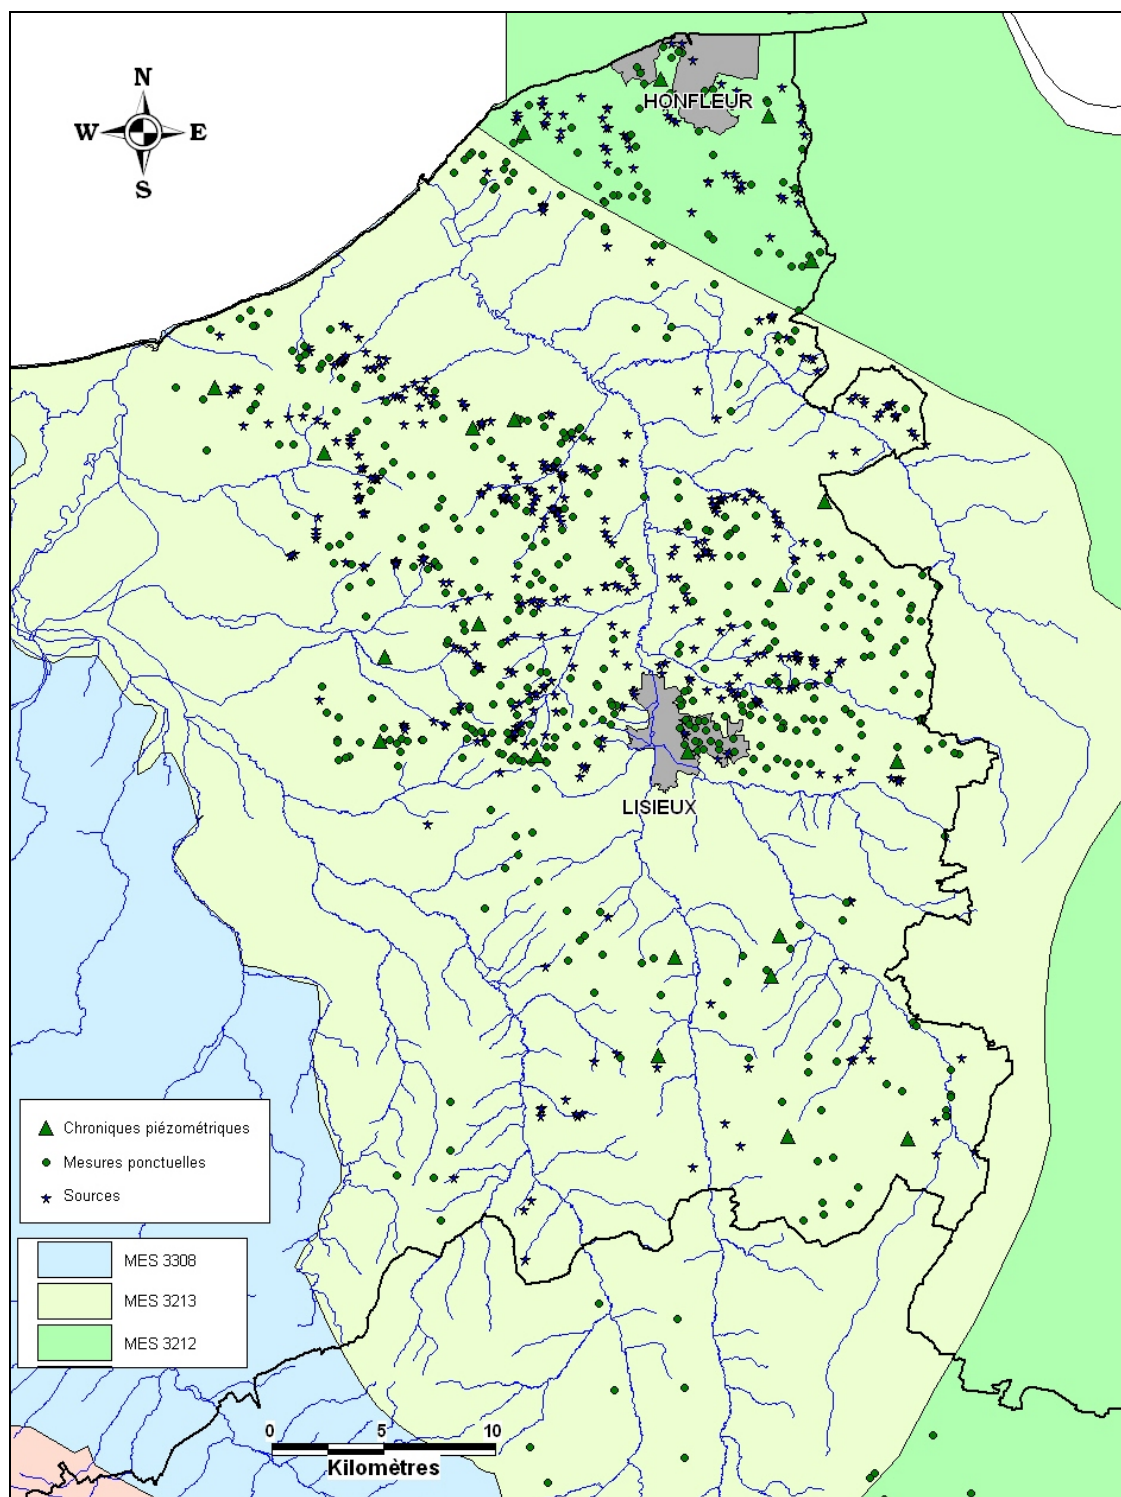 N
W E
S
HONFLEUR
LISIEUX
Chroniques piézométriques
Mesures ponctuelles
Sources
MES 3308
MES 3213
MES 3212
0 5 10
Kilomètres